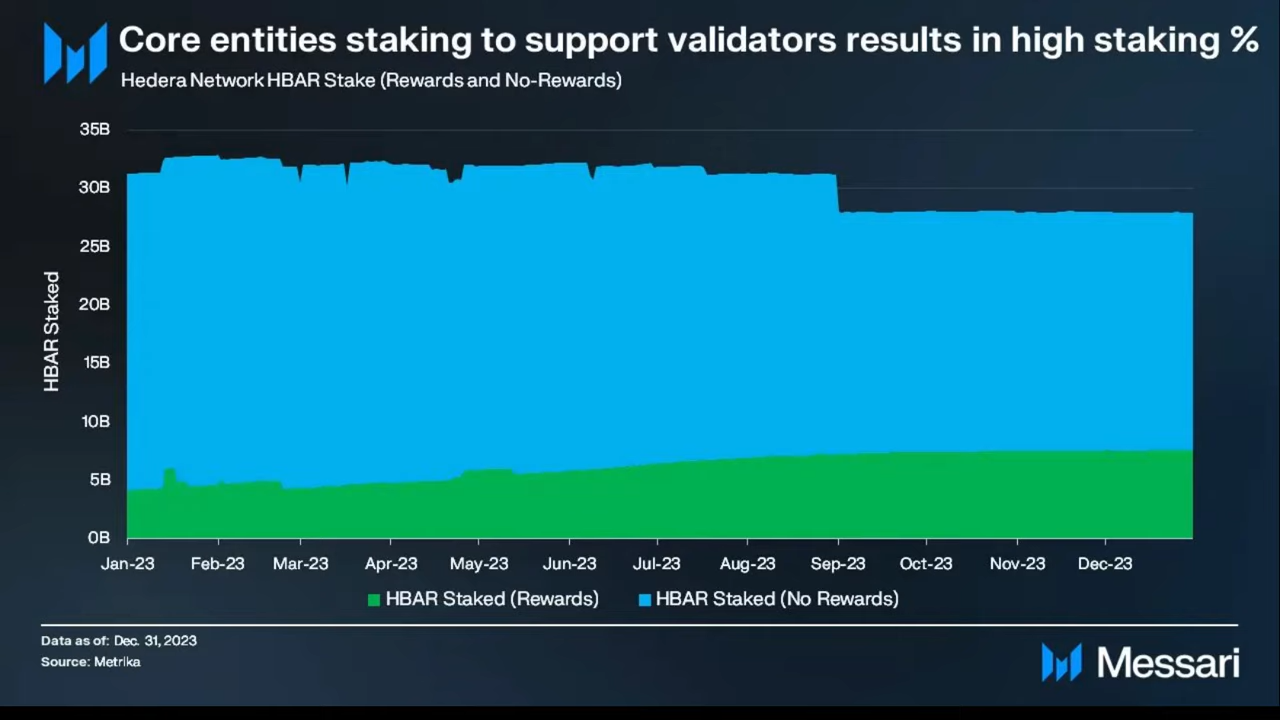 Core entities staking to support validators results in high staking %
Hedera Network HBAR Stake (Rewards and No-Rewards)
35B
30B
25B
20B
15B
10B
5B
0B
HBAR Staked
Jan-23 Feb-23 Mar-23 Apr-23 May-23 Jun-23 Jul-23 Aug-23 Sep-23 Oct-23 Nov-23 Dec-23
HBAR Staked (Rewards) HBAR Staked (No Rewards)
Data as of: Dec. 31, 2023
Source: Metrika
Messari